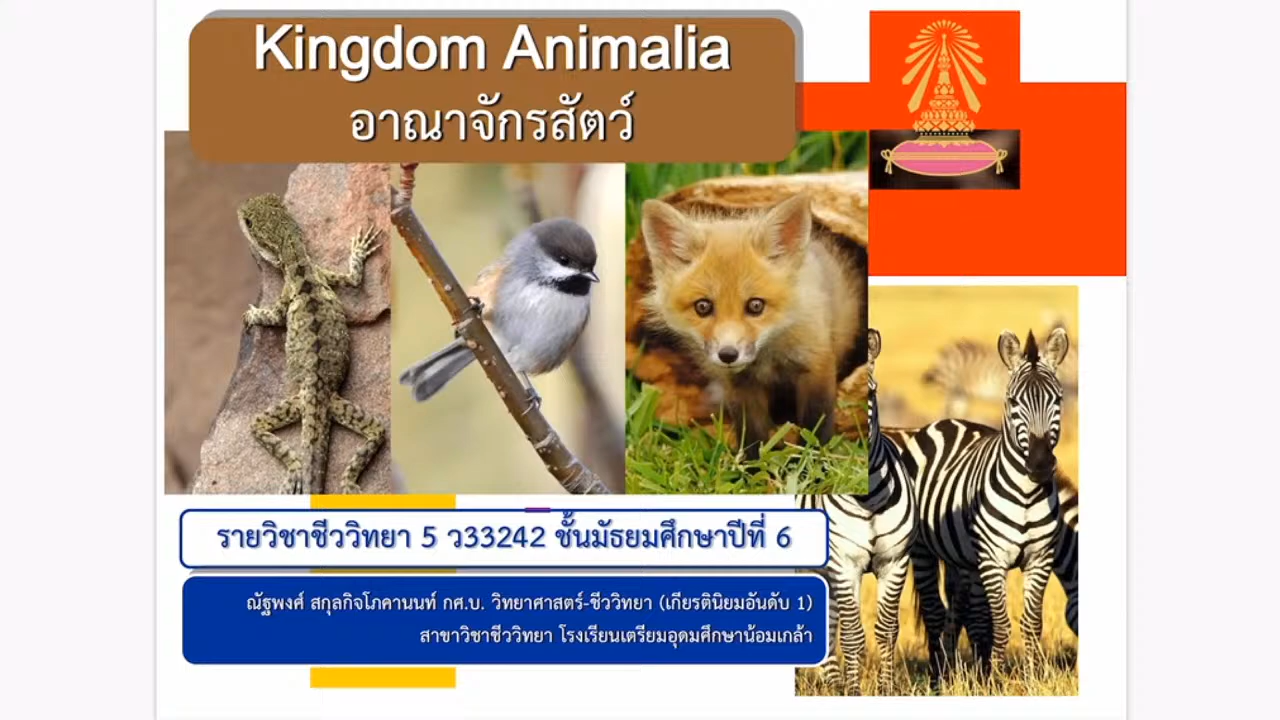 Kingdom Animalia
อาณาจักรสัตว์
รายวิชาชีววิทยา 5 ว33242 ชั้นมัธยมศึกษาปีที่ 6
ณัฐพงศ์ สกุลกิจโภคานนท์ กศ.บ. วิทยาศาสตร์-ชีววิทยา (เกียรตินิยมอันดับ 1)
สาขาวิชาชีววิทยา โรงเรียนเตรียมอุดมศึกษาน้อมเกล้า